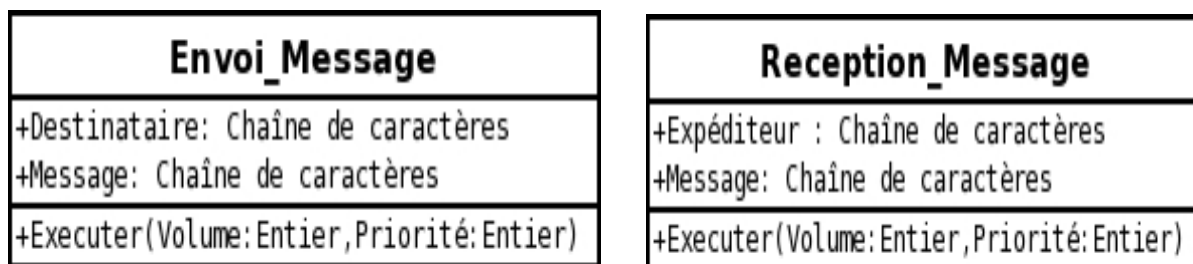 Envoi_Message
+Destinataire: Chaîne de caractères
+Message: Chaîne de caractères
+Executer(Volume:Entier,Priorité:Entier)
Reception_Message
+Expéditeur : Chaîne de caractères
+Message: Chaîne de caractères
+Executer(Volume:Entier,Priorité:Entier)